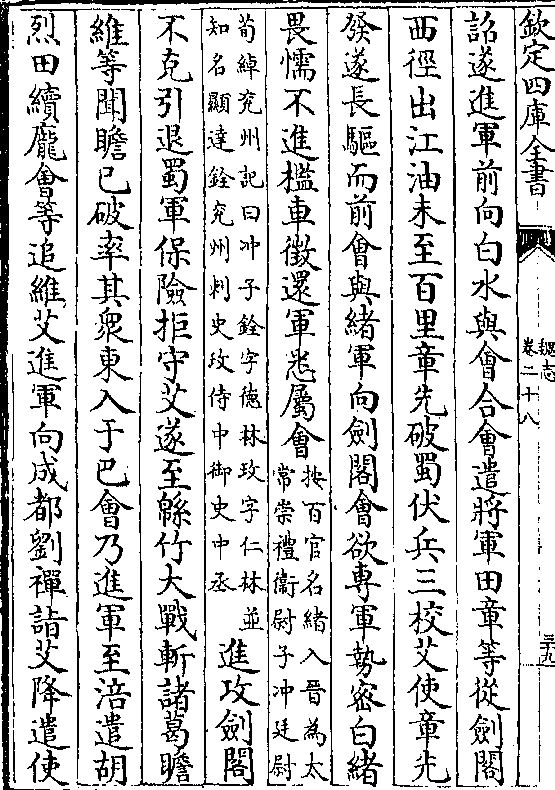 欽定四庫全書
魏志
卷二十八
三十九
詔遂進軍前向白水與會合會遣將軍田章等從劍閣
西徑出江油未至百里章先破蜀伏兵三校艾使章先
登遂長驅而前會與緒軍向劍閣會欲專軍勢密白緒
畏懦不進檻車徵還軍悉屬會
按百官名緒入晉為太
常崇禮衛尉子冲廷尉
荀綽兖州記曰冲子銓字徳林玫字仁林並
知名顯達銓兖州刺史玫侍中御史中丞
進攻劍閣
不克引退蜀軍保險拒守艾遂至緜竹大戰斬諸葛瞻
維等聞瞻已破率其衆東入于巴會乃進軍至涪遣胡
烈田續龎會等追維艾進軍向成都劉禪詣艾降遣使